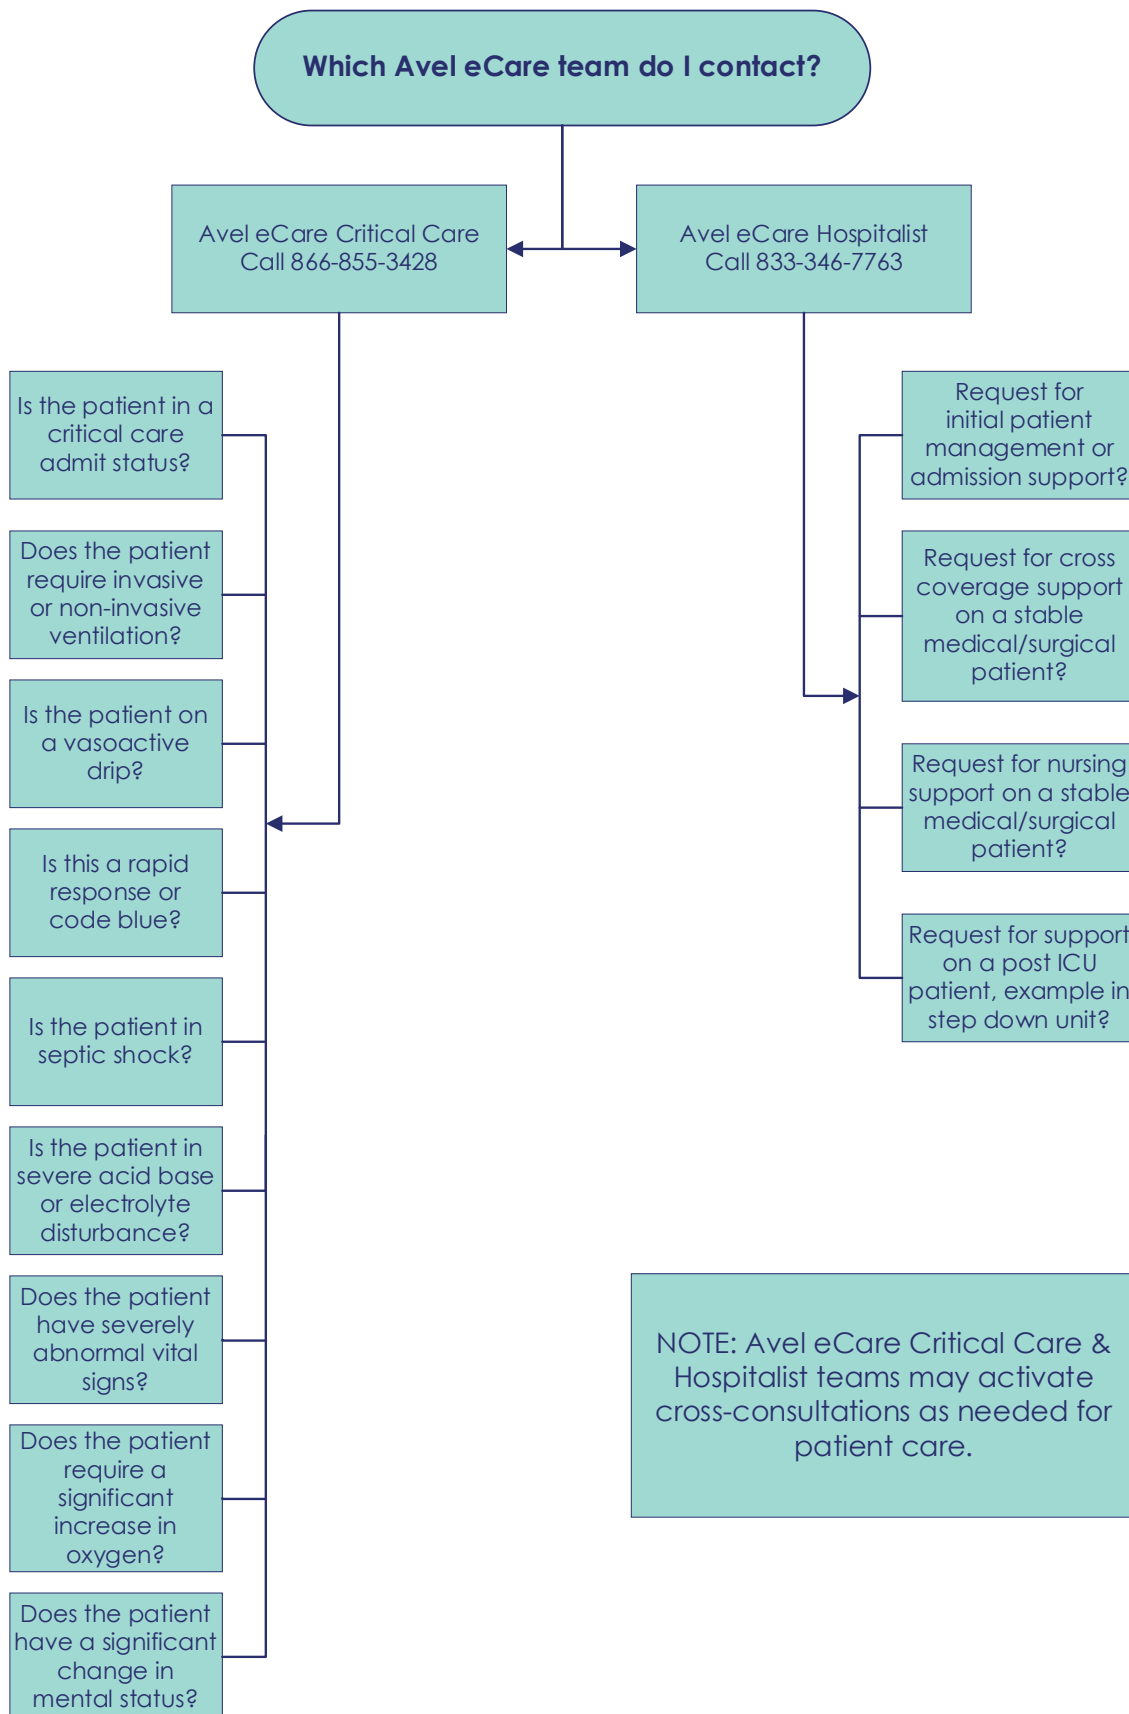 Which Avel eCare team do I contact?
Avel eCare Critical Care
Call 866-855-3428
Avel eCare Hospitalist
Call 833-346-7763
Is the patient in a
critical care
admit status?
Does the patient
require invasive
or non-invasive
ventilation?
Is the patient on
a vasoactive
drip?
Is this a rapid
response or
code blue?
Is the patient in
septic shock?
Is the patient in
severe acid base
or electrolyte
disturbance?
Does the patient
have severely
abnormal vital
signs?
Does the patient
require a
significant
increase in
oxygen?
Does the patient
have a significant
change in
mental status?
Request for
initial patient
management or
admission support?
Request for cross
coverage support
on a stable
medical/surgical
patient?
Request for nursing
support on a stable
medical/surgical
patient?
Request for support
on a post ICU
patient, example in
step down unit?
NOTE: Avel eCare Critical Care &
Hospitalist teams may activate
cross-consultations as needed for
patient care.